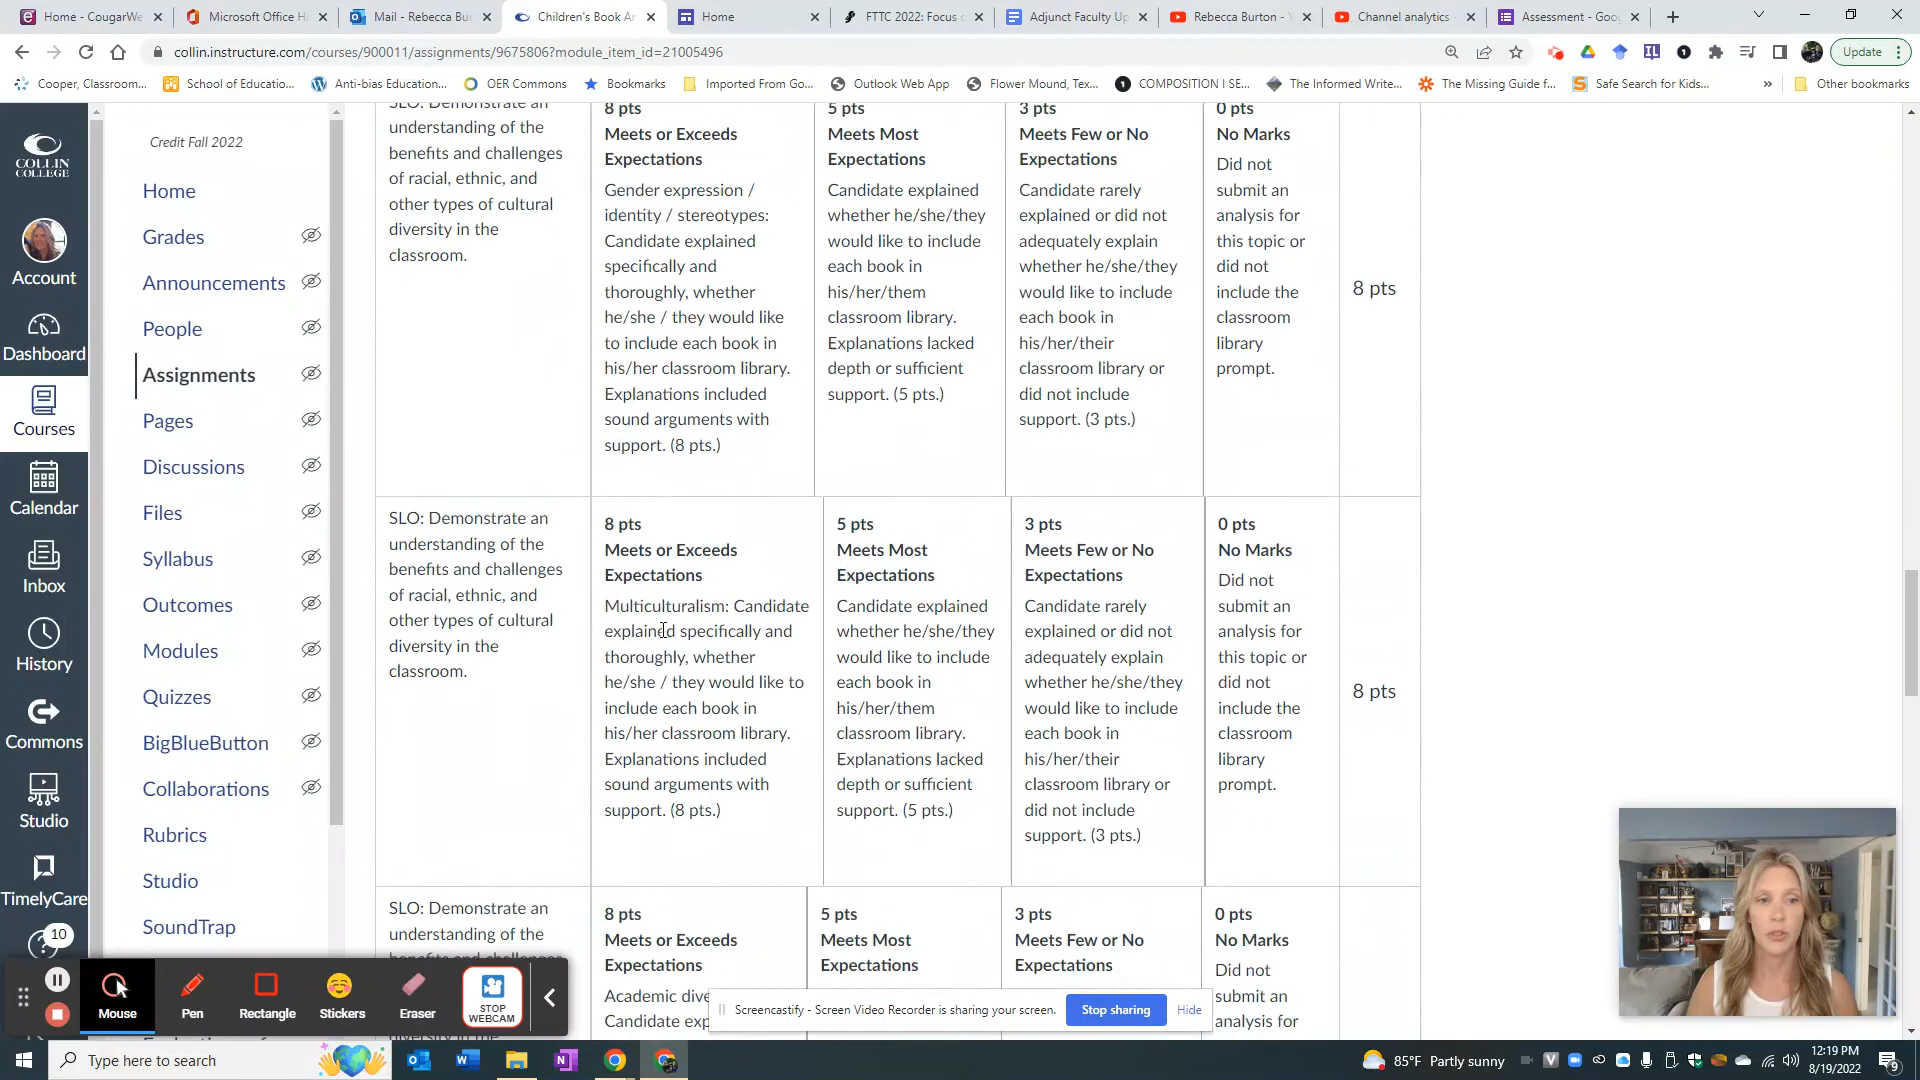 Home - CougarWe
Microsoft Office H
Mail - Rebecca Bu
Children's Book Ar
Home
FTTC 2022: Focus
Adjunct Faculty Up
Rebecca Burton - Y
Channel analytics -
Assessment - Goo
collin.instructure.com/courses/900011/assignments/9675806?module_item_id=21005496
Update
Cooper, Classroom...
School of Educatio...
Anti-bias Education...
OER Commons
Bookmarks
Imported From Go...
Outlook Web App
Flower Mound, Tex...
COMPOSITION I SE...
The Informed Write...
The Missing Guide f...
Safe Search for Kids...
Other bookmarks
COLLIN
COLLEGE
Account
Dashboard
Courses
Calendar
Inbox
History
Commons
Studio
TimelyCare
10
Credit Fall 2022
Home
Grades
Announcements
People
Assignments
Pages
Discussions
Files
Syllabus
Outcomes
Modules
Quizzes
BigBlueButton
Collaborations
Rubrics
Studio
SoundTrap
SLO: Demonstrate an
understanding of the
benefits and challenges
of racial, ethnic, and
other types of cultural
diversity in the
classroom.
8 pts
Meets or Exceeds
Expectations
Gender expression /
identity / stereotypes:
Candidate explained
specifically and
thoroughly, whether
he/she / they would like
to include each book in
his/her classroom library.
Explanations included
sound arguments with
support. (8 pts.)
5 pts
Meets Most
Expectations
Candidate explained
whether he/she/they
would like to include
each book in
his/her/them
classroom library.
Explanations lacked
depth or sufficient
support. (5 pts.)
3 pts
Meets Few or No
Expectations
Candidate rarely
explained or did not
adequately explain
whether he/she/they
would like to include
each book in
his/her/their
classroom library or
did not include
support. (3 pts.)
0 pts
No Marks
Did not
submit an
analysis for
this topic or
did not
include the
classroom
library
prompt.
8 pts
SLO: Demonstrate an
understanding of the
benefits and challenges
of racial, ethnic, and
other types of cultural
diversity in the
classroom.
8 pts
Meets or Exceeds
Expectations
Multiculturalism: Candidate
explained specifically and
thoroughly, whether
he/she / they would like to
include each book in
his/her classroom library.
Explanations included
sound arguments with
support. (8 pts.)
5 pts
Meets Most
Expectations
Candidate explained
whether he/she/they
would like to include
each book in
his/her/them
classroom library.
Explanations lacked
depth or sufficient
support. (5 pts.)
3 pts
Meets Few or No
Expectations
Candidate rarely
explained or did not
adequately explain
whether he/she/they
would like to include
each book in
his/her/their
classroom library or
did not include
support. (3 pts.)
0 pts
No Marks
Did not
submit an
analysis for
this topic or
did not
include the
classroom
library
prompt.
8 pts
SLO: Demonstrate an
understanding of the
8 pts
Meets or Exceeds
Expectations
Academic dive
Candidate exp
5 pts
Meets Most
Expectations
3 pts
Meets Few or No
Expectations
0 pts
No Marks
Did not
submit an
analysis for
Mouse
Pen
Rectangle
Stickers
Eraser
STOP
WEBCAM
Screencastify - Screen Video Recorder is sharing your screen.
Stop sharing
Hide
Type here to search
85°F Partly sunny
12:19 PM
8/19/2022
9